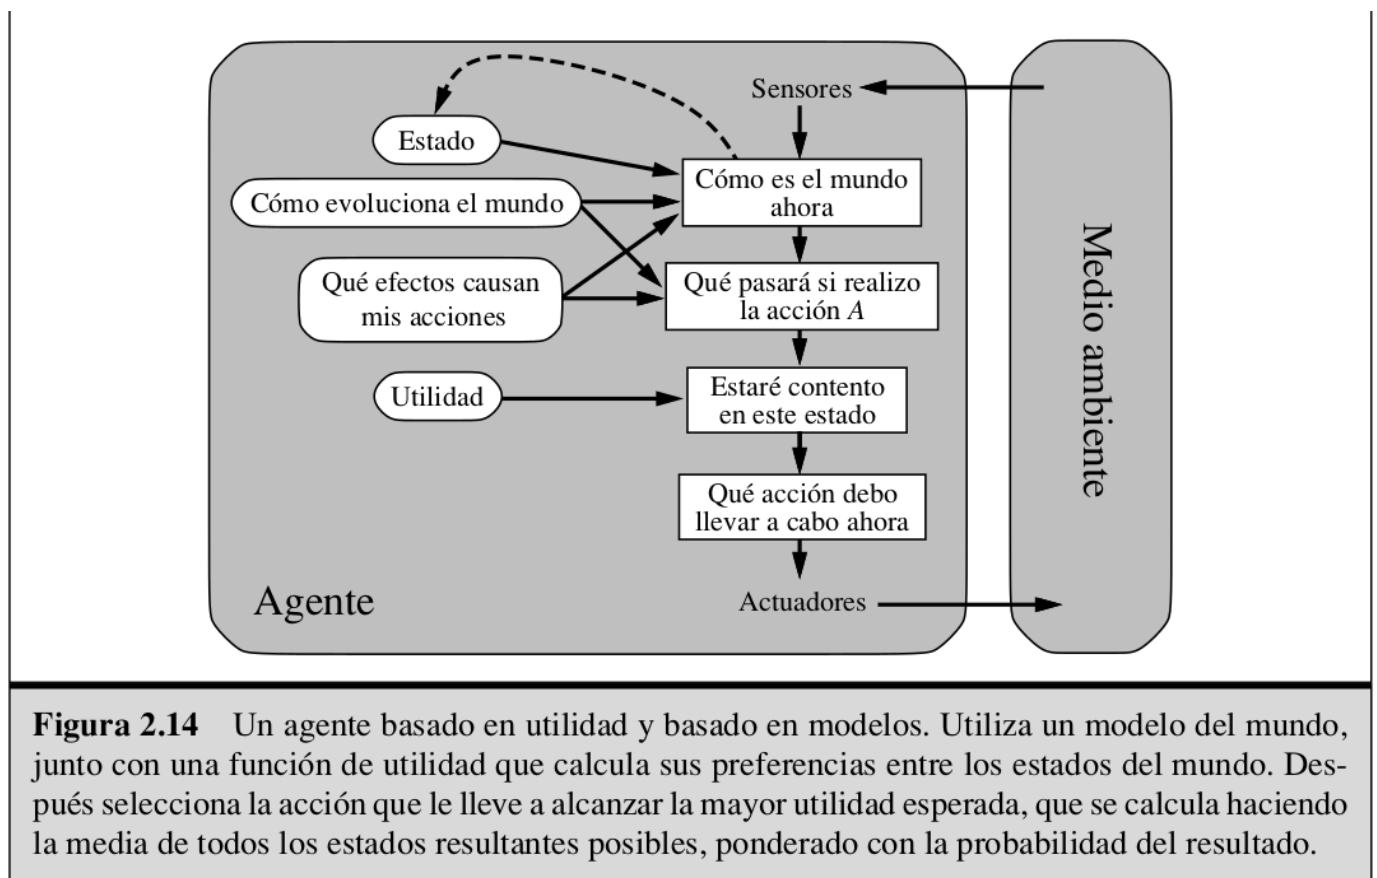 Sensores
Estado
Cómo es el mundo
ahora
Cómo evoluciona el mundo
Qué efectos causan
mis acciones
Qué pasará si realizo
la acción A
Utilidad
Estaré contento
en este estado
Qué acción debo
llevar a cabo ahora
Agente
Actuadores
Medio ambiente
Figura 2.14 Un agente basado en utilidad y basado en modelos. Utiliza un modelo del mundo,
junto con una función de utilidad que calcula sus preferencias entre los estados del mundo. Des-
pués selecciona la acción que le lleve a alcanzar la mayor utilidad esperada, que se calcula haciendo
la media de todos los estados resultantes posibles, ponderado con la probabilidad del resultado.